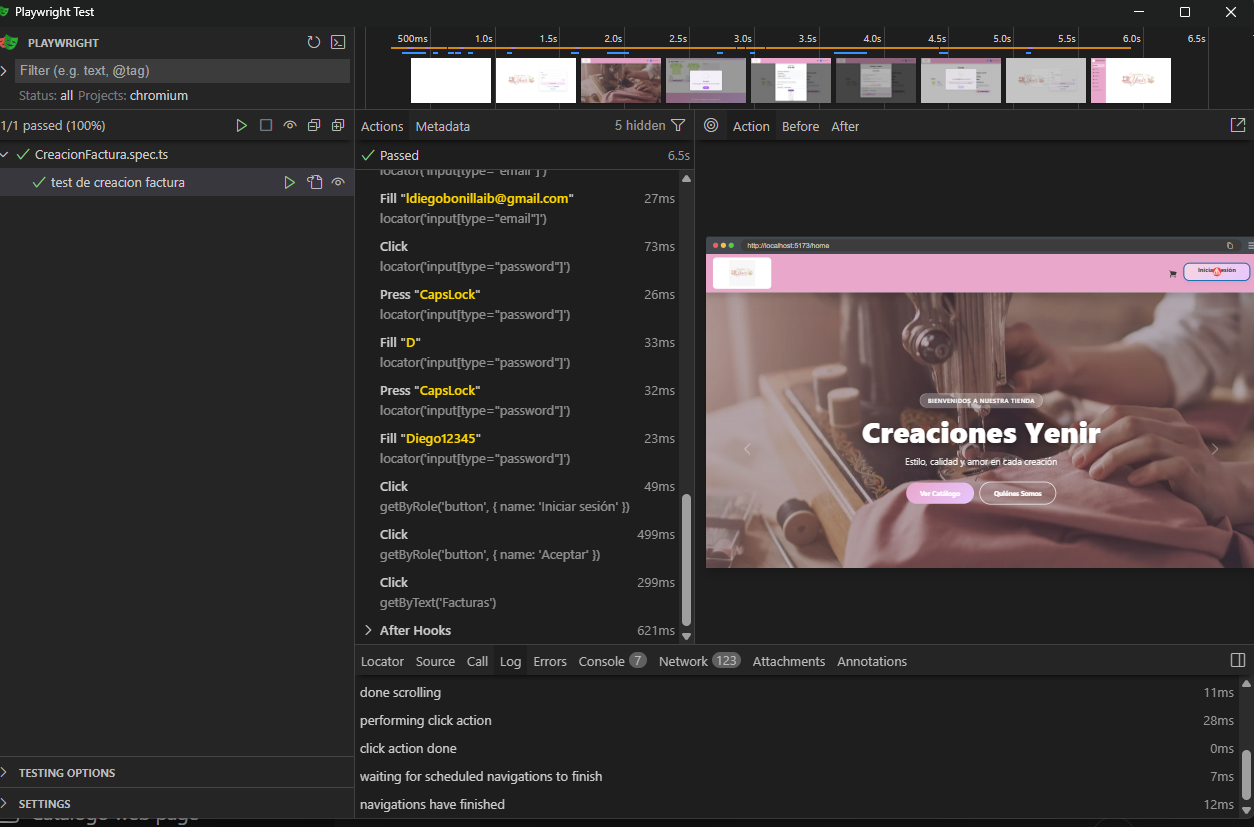 Playwright Test
PLAYWRIGHT
Filter (e.g. text, @tag)
Status: all Projects: chromium
1/1 passed (100%)
CreacionFactura.spec.ts
test de creacion factura
TESTING OPTIONS
SETTINGS
500ms 1.0s 1.5s 2.0s 2.5s 3.0s 3.5s 4.0s 4.5s 5.0s 5.5s 6.0s 6.5s
Actions Metadata 5 hidden
Passed 6.5s
locator('input[type="email"]')
Fill "ldiegobonillaib@gmail.com" 27ms
locator('input[type="email"]')
Click 73ms
locator('input[type="password"]')
Press "CapsLock" 26ms
locator('input[type="password"]')
Fill "D" 33ms
locator('input[type="password"]')
Press "CapsLock" 32ms
locator('input[type="password"]')
Fill "Diego12345" 23ms
locator('input[type="password"]')
Click 49ms
getByRole('button', { name: 'Iniciar sesión' })
Click 499ms
getByRole('button', { name: 'Aceptar' })
Click 299ms
getByText('Facturas')
After Hooks 621ms
Action Before After
http://localhost:5173/home
BIENVENIDOS A NUESTRA TIENDA
Creaciones Yenir
Estilo, calidad y amor en cada creación
Ver Catálogo Quiénes Somos
Locator Source Call Log Errors Console 7 Network 123 Attachments Annotations
done scrolling 11ms
performing click action 28ms
click action done 0ms
waiting for scheduled navigations to finish 7ms
navigations have finished 12ms